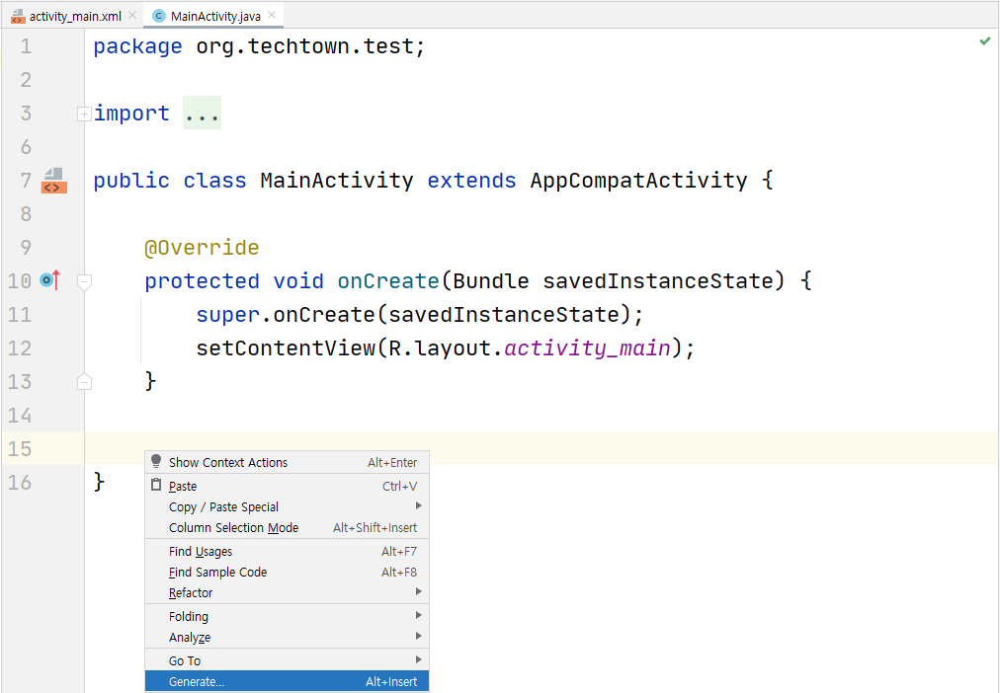 activity_main.xml MainActivity.java
1 package org.techtown.test;
2
3 import ...
6
7 public class MainActivity extends AppCompatActivity {
8
9 @Override
10 protected void onCreate(Bundle savedInstanceState) {
11 super.onCreate(savedInstanceState);
12 setContentView(R.layout.activity_main);
13 }
14
15
16 }
Show Context Actions Alt+Enter
Paste Ctrl+V
Copy / Paste Special
Column Selection Mode Alt+Shift+Insert
Find Usages Alt+F7
Find Sample Code Alt+F8
Refactor
Folding
Analyze
Go To
Generate... Alt+Insert